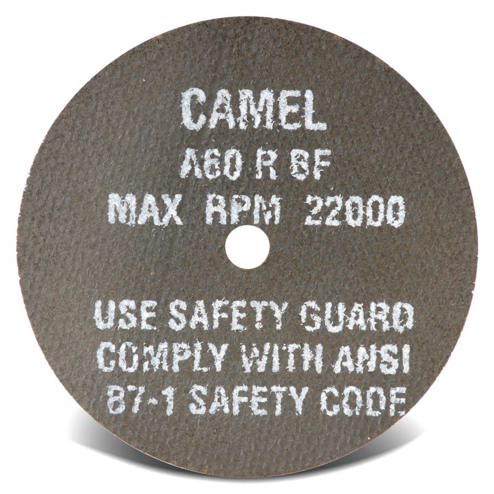 CAMEL
A60 R BF
MAX RPM 22000
USE SAFETY GUARD
COMPLY WITH ANSI
B7-1 SAFETY CODE